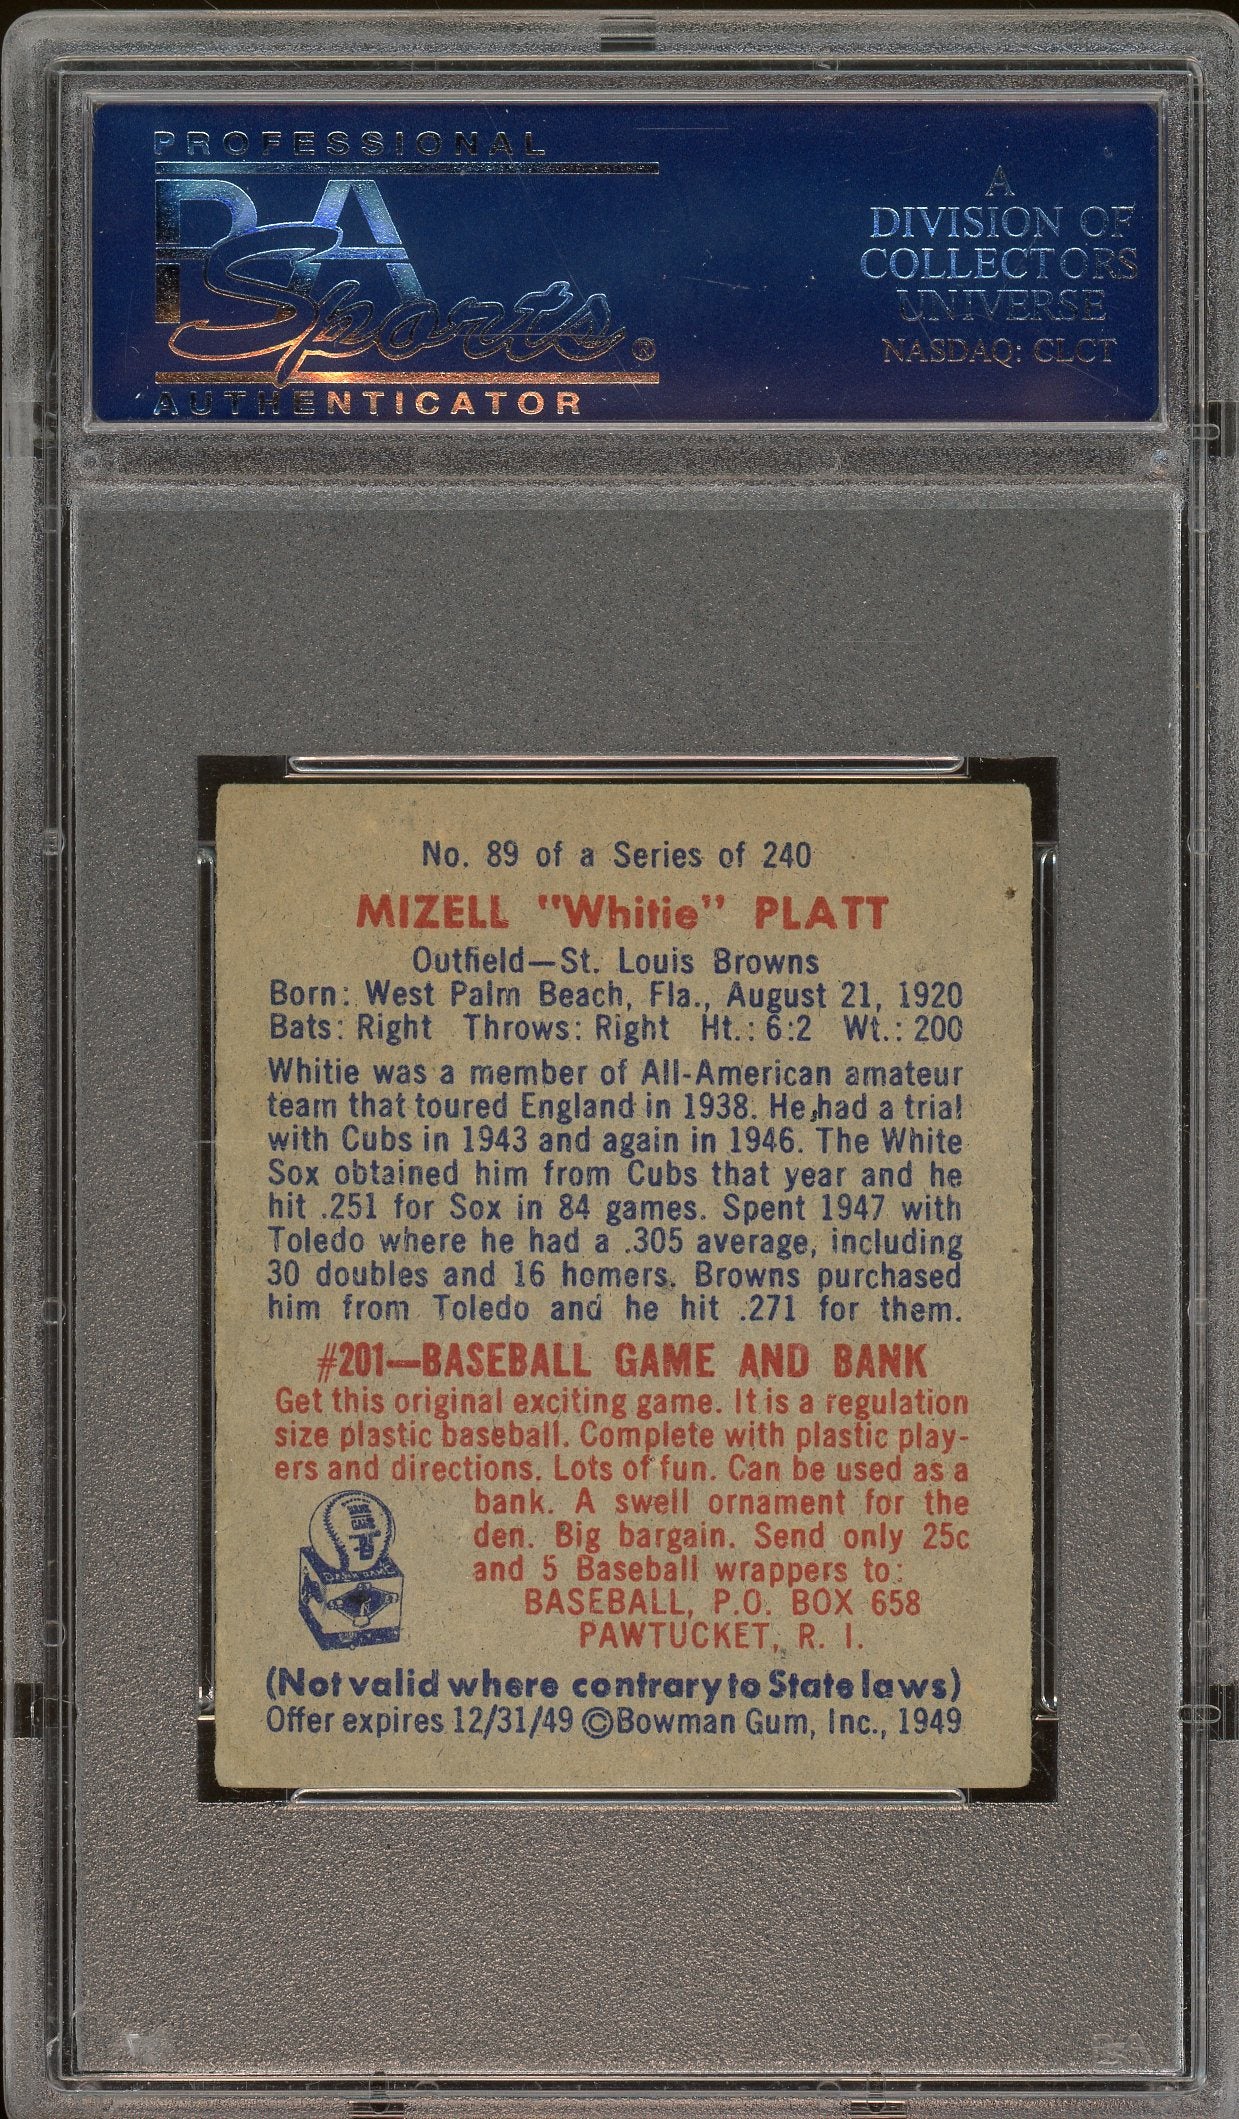 PROFESSIONAL
PSA
Sports®
AUTHENTICATOR
A
DIVISION OF
COLLECTORS
UNIVERSE
NASDAQ: CLCT
No. 89 of a Series of 240
MIZELL "Whitie" PLATT
Outfield—St. Louis Browns
Born: West Palm Beach, Fla., August 21, 1920
Bats: Right Throws: Right Ht.: 6:2 Wt.: 200
Whitie was a member of All-American amateur
team that toured England in 1938. He had a trial
with Cubs in 1943 and again in 1946. The White
Sox obtained him from Cubs that year and he
hit .251 for Sox in 84 games. Spent 1947 with
Toledo where he had a .305 average, including
30 doubles and 16 homers. Browns purchased
him from Toledo and he hit .271 for them.
#201—BASEBALL GAME AND BANK
Get this original exciting game. It is a regulation
size plastic baseball. Complete with plastic play-
ers and directions. Lots of fun. Can be used as a
bank. A swell ornament for the
den. Big bargain. Send only 25c
and 5 Baseball wrappers to:
BASEBALL, P.O. BOX 658
PAWTUCKET, R. I.
(Not valid where contrary to State laws)
Offer expires 12/31/49 ©Bowman Gum, Inc., 1949